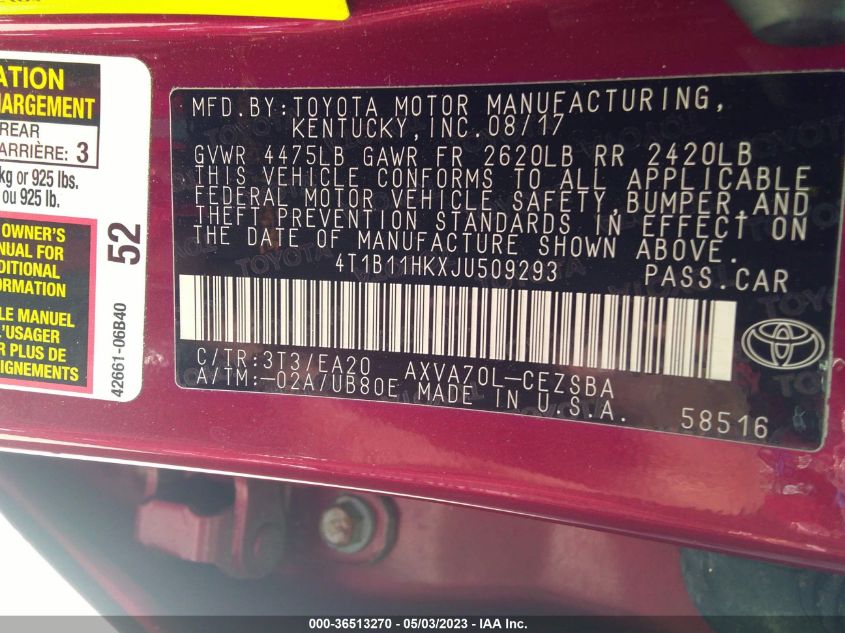 ATION
HARGEMENT
REAR
ARRIÈRE: 3
kg or 925 lbs.
ou 925 lb.
OWNER'S
NUAL FOR
DITIONAL
FORMATION
LE MANUEL
L'USAGER
R PLUS DE
EIGNEMENTS
52
42661-06B40
MFD.BY:TOYOTA MOTOR MANUFACTURING,
KENTUCKY,INC.08/17
GVWR 4475LB GAWR FR 2620LB RR 2420LB
THIS VEHICLE CONFORMS TO ALL APPLICABLE
FEDERAL MOTOR VEHICLE SAFETY,BUMPER,AND
THEFT PREVENTION STANDARDS IN EFFECT ON
THE DATE OF MANUFACTURE SHOWN ABOVE.
4T1B11HKXJU509293 PASS.CAR
C/TR:3T3/EA20 AXVA70L-CEZSBA
A/TM:-02A/UB80E MADE IN U.S.A.
58516
000-36513270 - 05/03/2023 - IAA Inc.